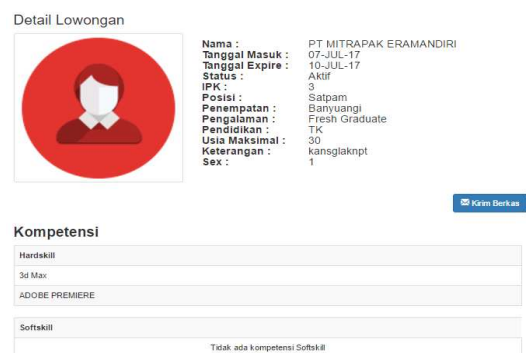 Detail Lowongan
Nama : PT MITRAPAK ERAMANDIRI
Tanggal Masuk : 07-JUL-17
Tanggal Expire : 10-JUL-17
Status : Aktif
IPK : 3
Posisi : Satpam
Penempatan : Banyuangi
Pengalaman : Fresh Graduate
Pendidikan : TK
Usia Maksimal : 30
Keterangan : kansglaknpt
Sex : 1
Kirim Berkas
Kompetensi
Hardskill
3d Max
ADOBE PREMIERE
Softskill
Tidak ada kompetensi Softskill